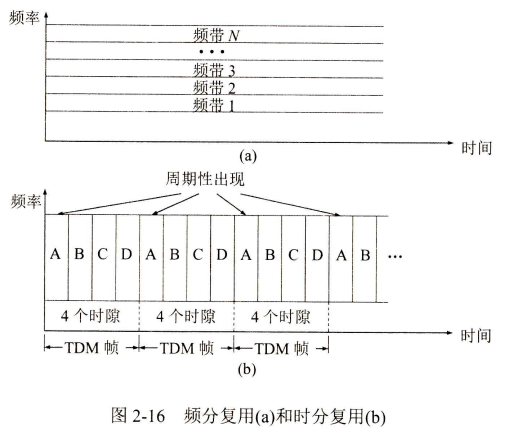 频率
频带 N
•••
频带 3
频带 2
频带 1
时间
(a)
周期性出现
频率
A B C D A B C D A B C D A B ···
4 个时隙 4 个时隙 4 个时隙
时间
TDM 帧 TDM 帧 TDM 帧
(b)
图 2-16 频分复用(a)和时分复用(b)